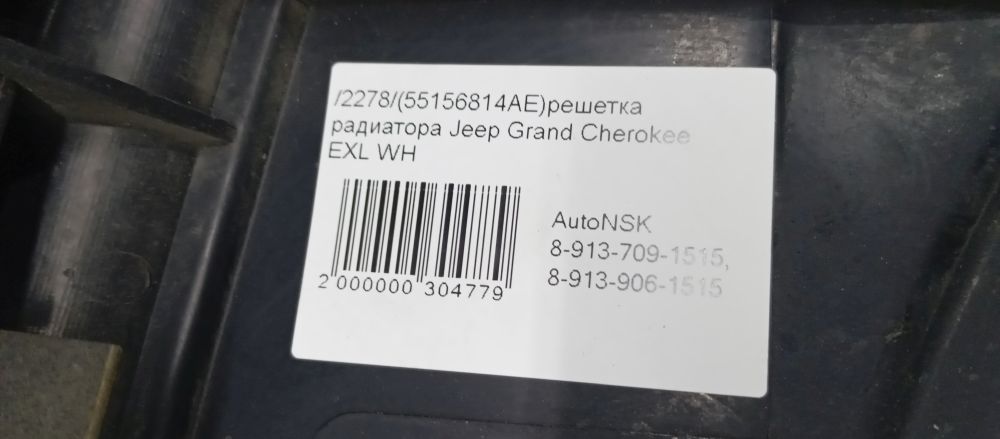 /2278/(55156814AE)решетка
радиатора Jeep Grand Cherokee
EXL WH
AutoNSK
8-913-709-1515,
8-913-906-1515
2 000000 304779